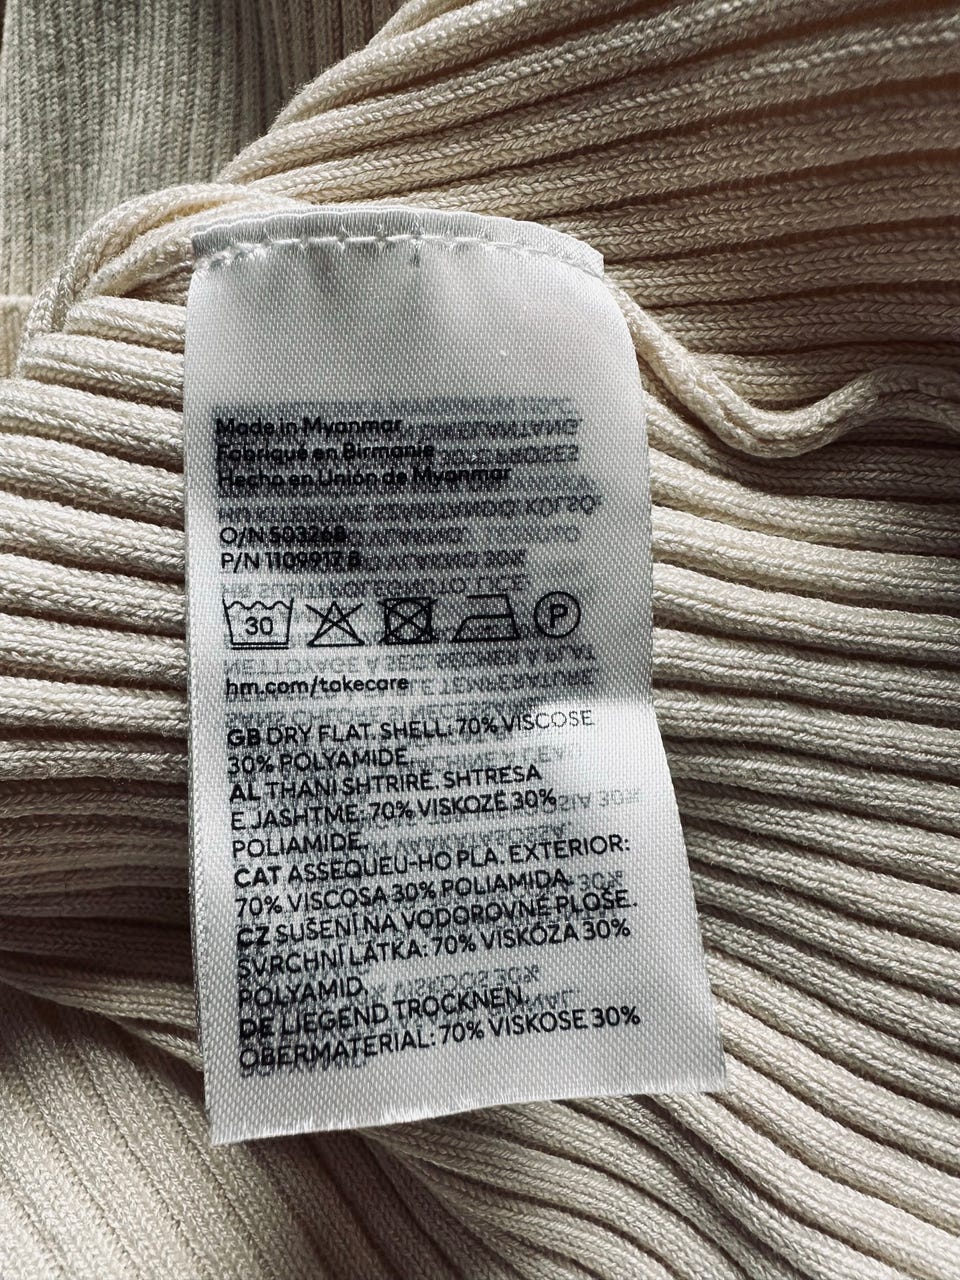 Made in Myanmar
Fabriqué en Birmanie
Hecho en Unión de Myanmar
O/N 503268
P/N 1109917 8
30 P
hm.com/takecare
GB DRY FLAT. SHELL: 70% VISCOSE
30% POLYAMIDE.
AL THANI SHTRIRË. SHTRESA
E JASHTME: 70% VISKOZË 30%
POLIAMIDE.
CAT ASSEQUEU-HO PLA. EXTERIOR:
70% VISCOSA 30% POLIAMIDA.
CZ SUŠENÍ NA VODOROVNÉ PLOŠE.
SVRCHNÍ LÁTKA: 70% VISKÓZA 30%
POLYAMID.
DE LIEGEND TROCKNEN.
OBERMATERIAL: 70% VISKOSE 30%